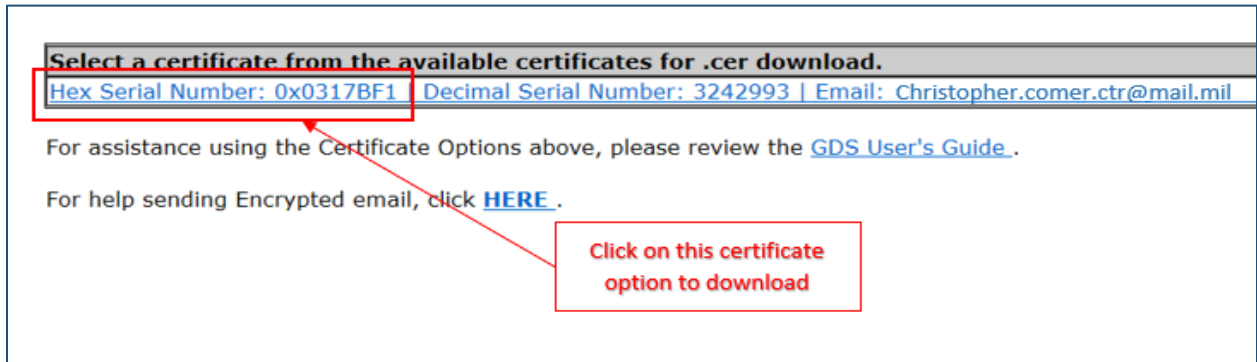 Select a certificate from the available certificates for .cer download.
Hex Serial Number: 0x0317BF1 | Decimal Serial Number: 3242993 | Email: Christopher.comer.ctr@mail.mil
For assistance using the Certificate Options above, please review the GDS User's Guide .
For help sending Encrypted email, click HERE .
Click on this certificate
option to download